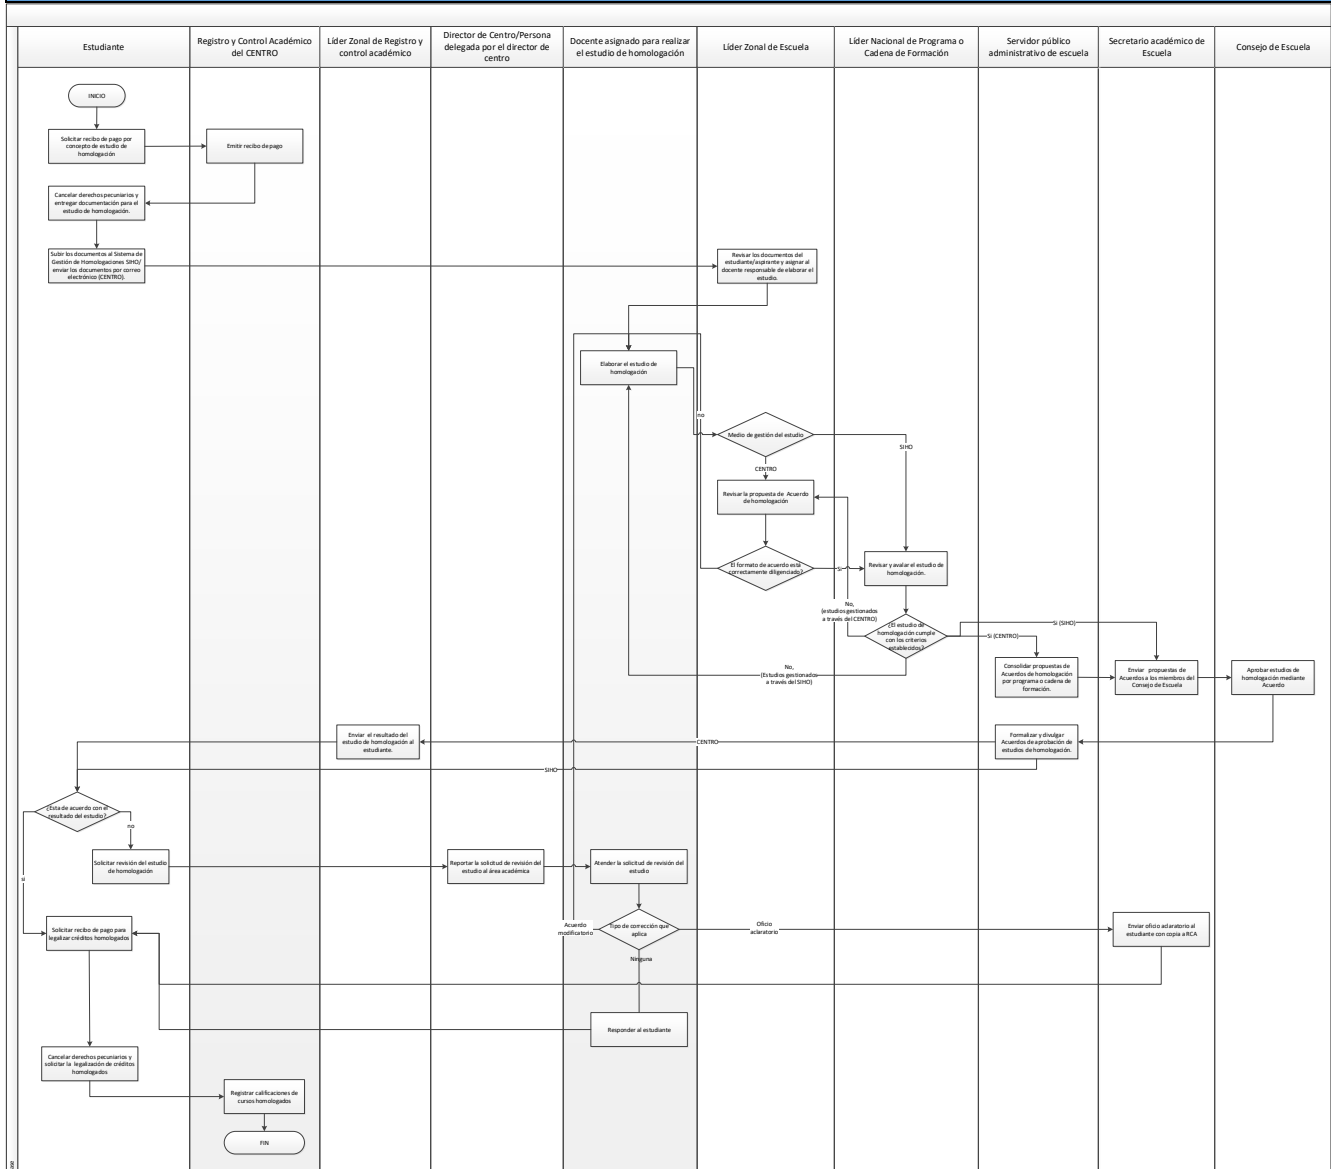 Estudiante
Registro y Control Académico
del CENTRO
Líder Zonal de Registro y
control académico
Director de Centro/Persona
delegada por el director de
centro
Docente asignado para realizar
el estudio de homologación
Líder Zonal de Escuela
Líder Nacional de Programa o
Cadena de Formación
Servidor público
administrativo de escuela
Secretario académico de
Escuela
Consejo de Escuela
INICIO
Solicitar recibo de pago por
concepto de estudio de
homologación
Emitir recibo de pago
Cancelar derechos pecuniarios y
entregar documentación para el
estudio de homologación.
Subir los documentos al Sistema de
Gestión de Homologaciones SIHO/
enviar los documentos por correo
electrónico (CENTRO).
Revisar los documentos del
estudiante/aspirante y asignar al
docente responsable de elaborar el
estudio.
Elaborar el estudio de
homologación
no
Medio de gestión del estudio
SIHO
CENTRO
Revisar la propuesta de Acuerdo
de homologación
El formato de acuerdo está
correctamente diligenciado?
Si
Revisar y avalar el estudio de
homologación.
No,
(estudios gestionados
a través del CENTRO)
¿El estudio de
homologación cumple
con los criterios
establecidos?
Si (SIHO)
Si (CENTRO)
No,
(Estudios gestionados
a través del SIHO)
Consolidar propuestas de
Acuerdos de homologación
por programa o cadena de
formación.
Enviar propuestas de
Acuerdos a los miembros del
Consejo de Escuela
Aprobar estudios de
homologación mediante
Acuerdo
Enviar el resultado del
estudio de homologación al
estudiante.
CENTRO
Formalizar y divulgar
Acuerdos de aprobación de
estudios de homologación.
SIHO
¿Esta de acuerdo con el
resultado del estudio?
no
si
Solicitar revisión del estudio
de homologación
Reportar la solicitud de revisión del
estudio al área académica
Atender la solicitud de revisión del
estudio
Solicitar recibo de pago para
legalizar créditos homologados
Acuerdo
modificatorio
Tipo de corrección que
aplica
Oficio
aclaratorio
Enviar oficio aclaratorio al
estudiante con copia a RCA
Ninguna
Responder al estudiante
Cancelar derechos pecuniarios y
solicitar la legalización de créditos
homologados
Registrar calificaciones de
cursos homologados
FIN